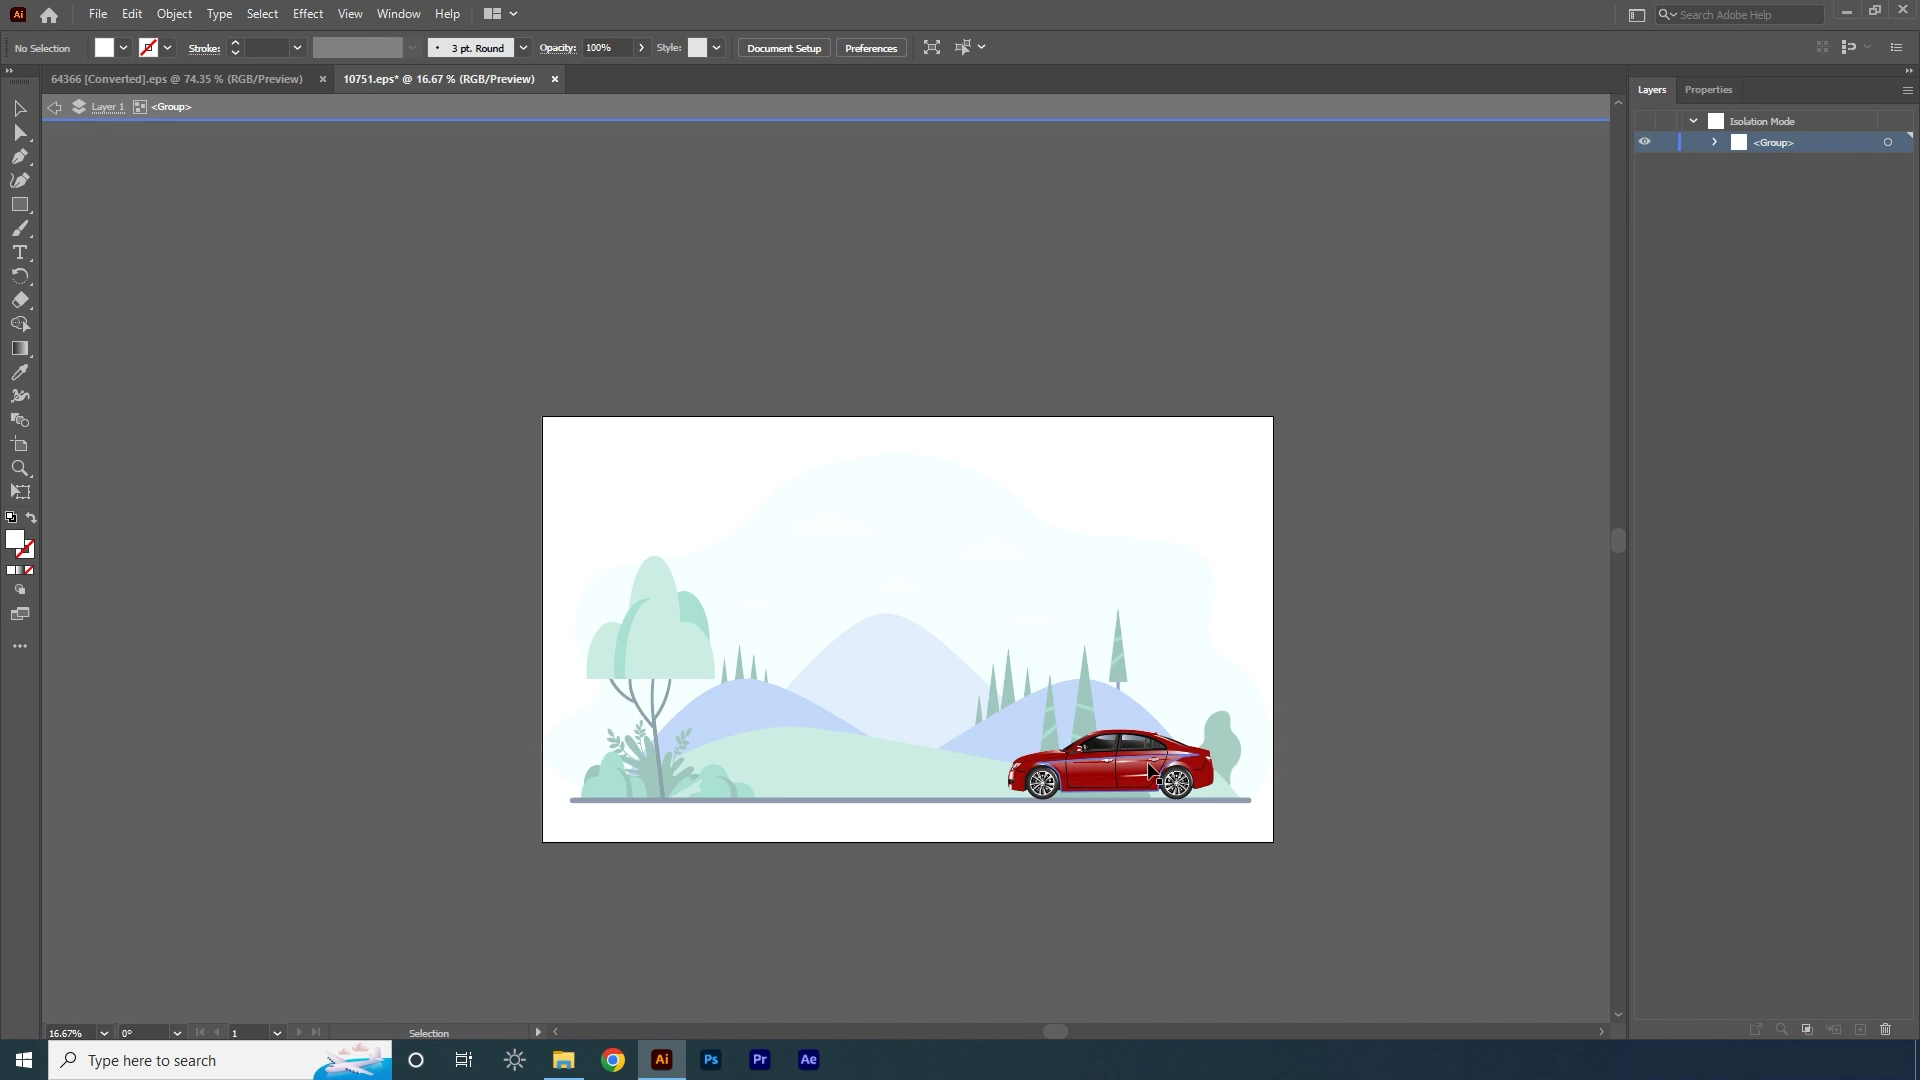 Ai File Edit Object Type Select Effect View Window Help Search Adobe Help
No Selection Stroke: 3 pt. Round Opacity: 100% Style: Document Setup Preferences
64366 [Converted].eps @ 74.35 % (RGB/Preview) × 10751.eps* @ 16.67 % (RGB/Preview) ×
Layers Properties
Layer 1 <Group>
Isolation Mode
<Group>
16.67% 0° 1 Selection
Type here to search Ai Ps Pr Ae